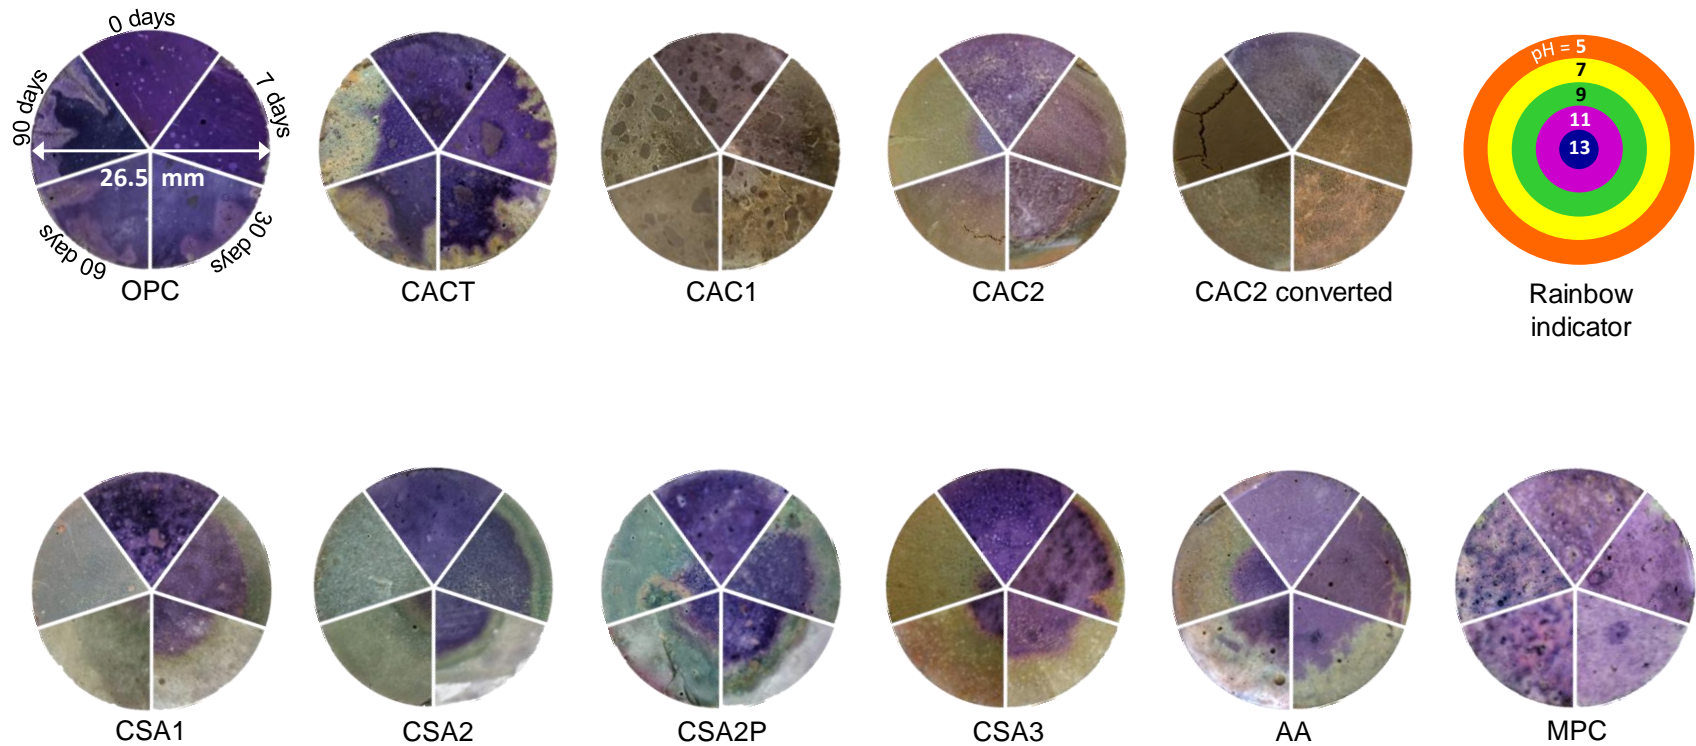 0 days
7 days
30 days
60 days
90 days
26.5 mm
OPC
CACT
CAC1
CAC2
CAC2 converted
pH = 5
7
9
11
13
Rainbow
indicator
CSA1
CSA2
CSA2P
CSA3
AA
MPC